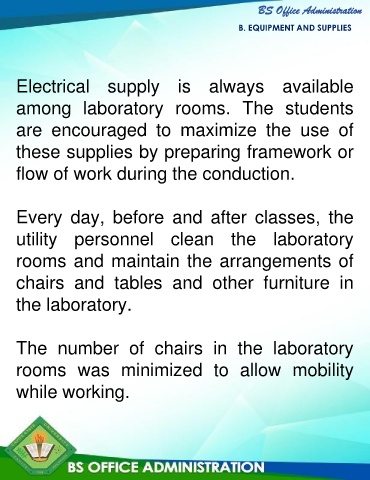 BS Office Administration
B. EQUIPMENT AND SUPPLIES
Electrical supply is always available
among laboratory rooms. The students
are encouraged to maximize the use of
these supplies by preparing framework or
flow of work during the conduction.
Every day, before and after classes, the
utility personnel clean the laboratory
rooms and maintain the arrangements of
chairs and tables and other furniture in
the laboratory.
The number of chairs in the laboratory
rooms was minimized to allow mobility
while working.
BS OFFICE ADMINISTRATION